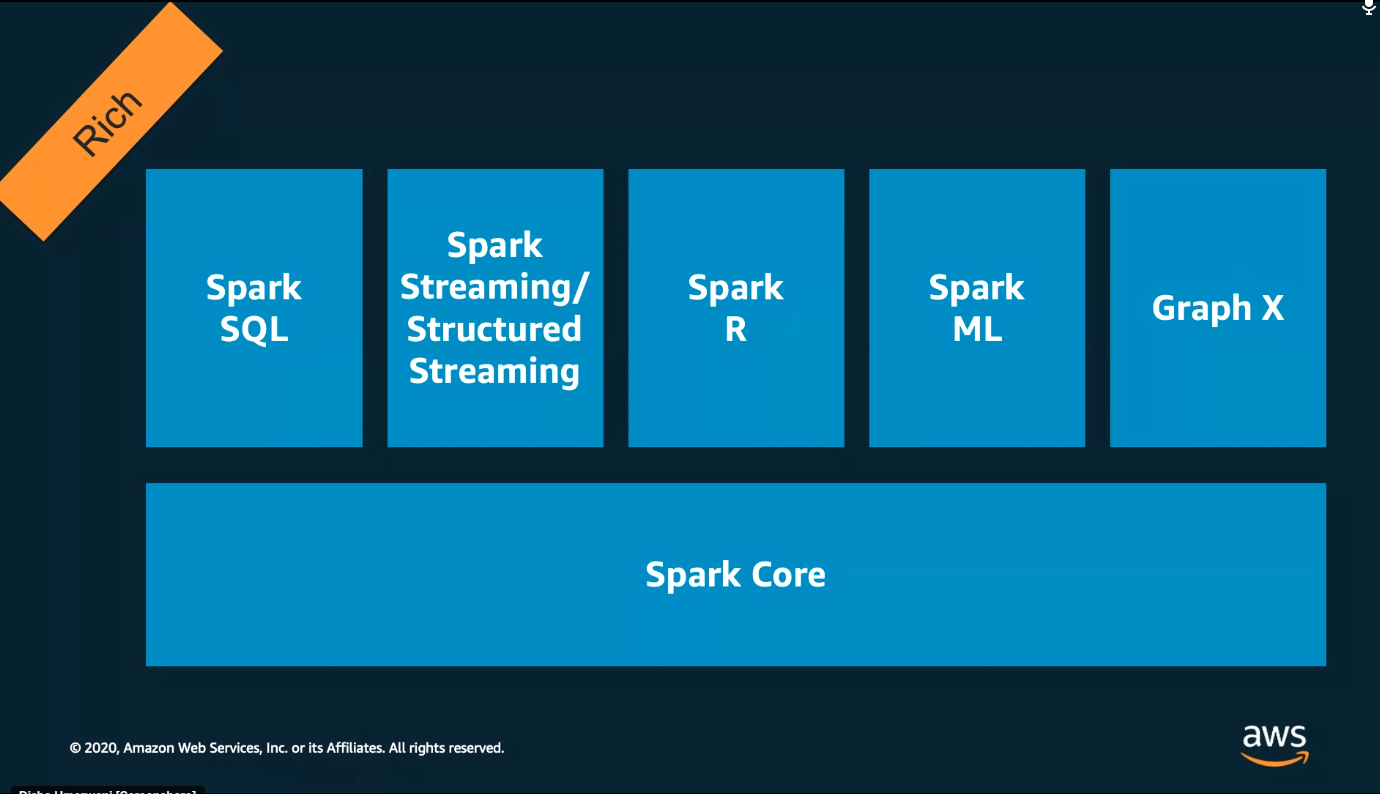 Rich
Spark
SQL
Spark
Streaming/
Structured
Streaming
Spark
R
Spark
ML
Graph X
Spark Core
© 2020, Amazon Web Services, Inc. or its Affiliates. All rights reserved.
aws